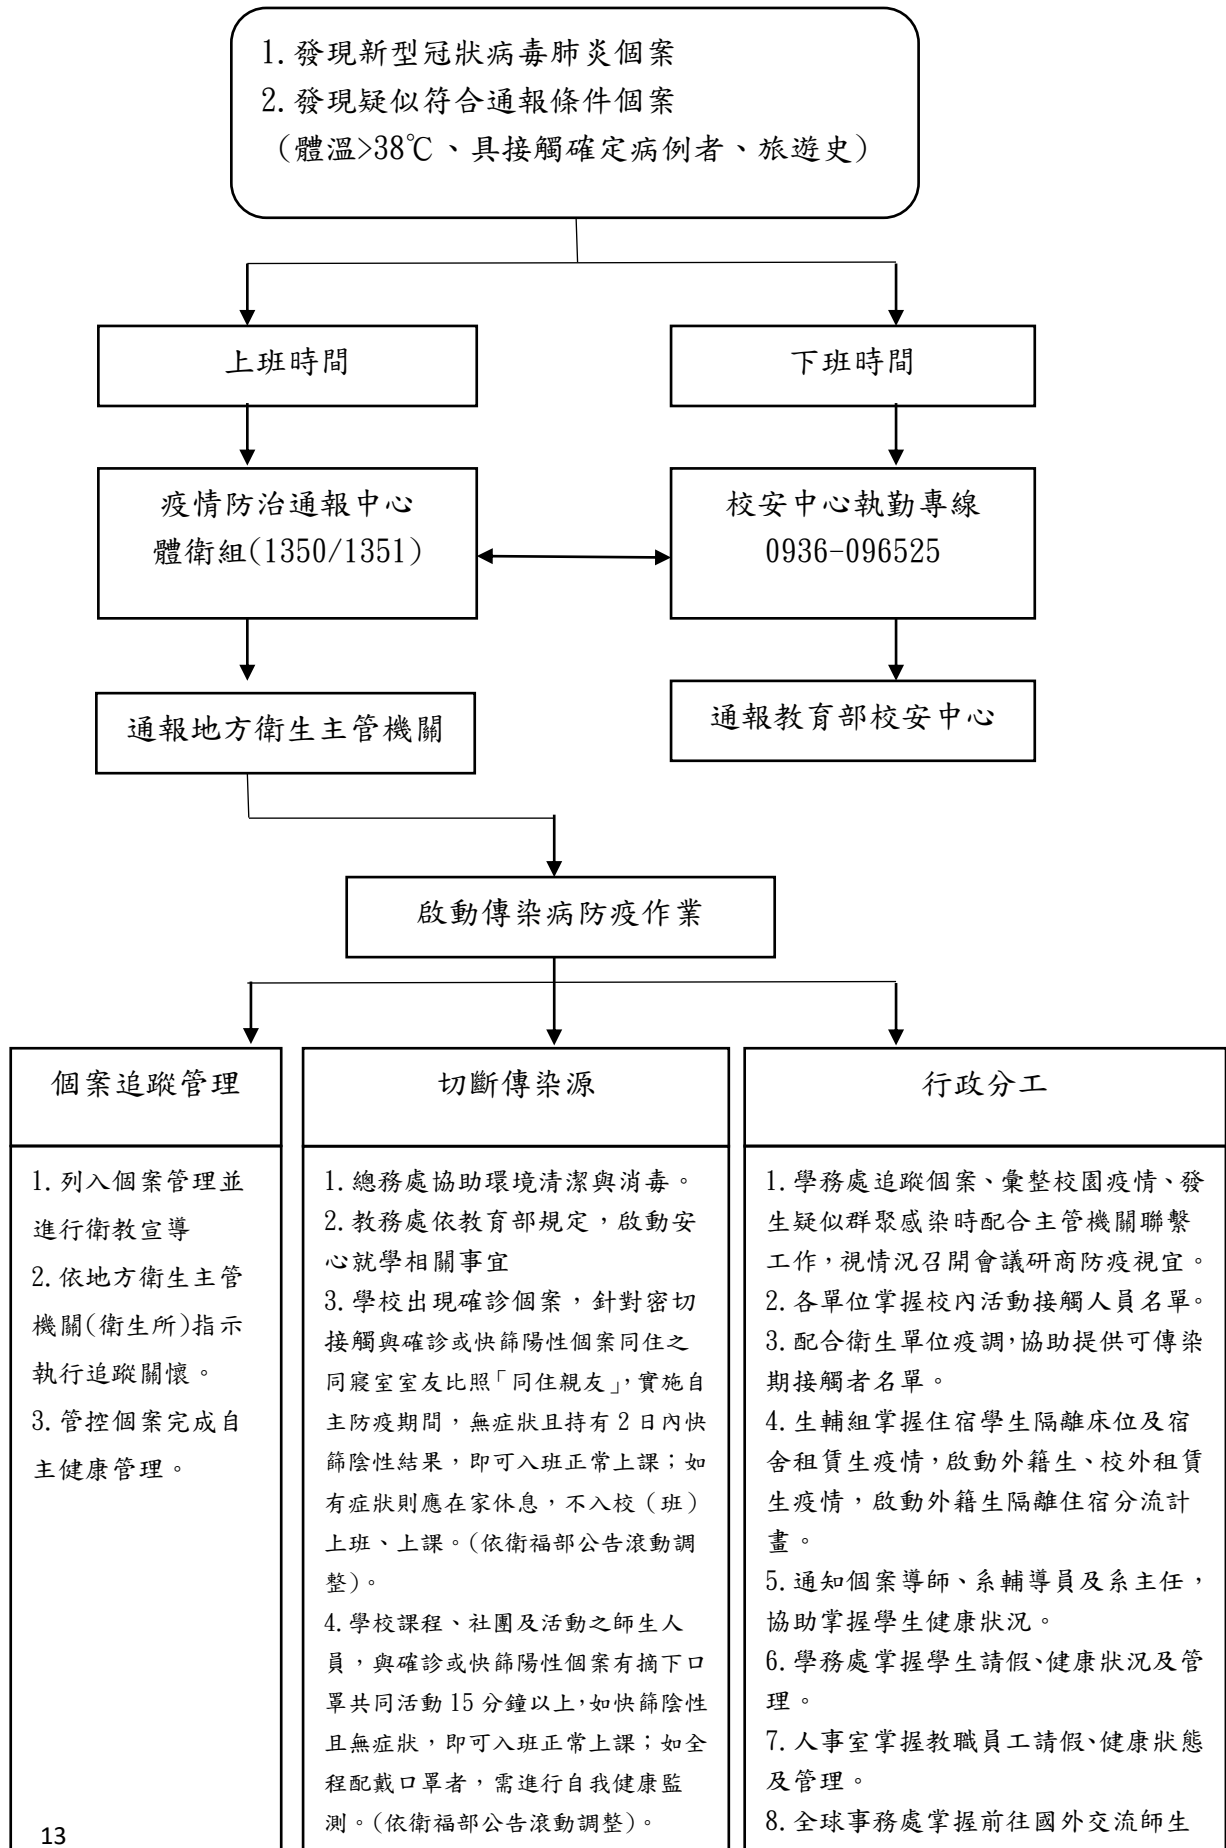 1.發現新型冠狀病毒肺炎個案
2.發現疑似符合通報條件個案
(體溫>38℃、具接觸確定病例者、旅遊史)
上班時間
下班時間
疫情防治通報中心
體衛組(1350/1351)
校安中心執勤專線
0936-096525
通報地方衛生主管機關
通報教育部校安中心
啟動傳染病防疫作業
個案追蹤管理
1.列入個案管理並
進行衛教宣導
2.依地方衛生主管
機關(衛生所)指示
執行追蹤關懷。
3.管控個案完成自
主健康管理。
切斷傳染源
1.總務處協助環境清潔與消毒。
2.教務處依教育部規定，啟動安
心就學相關事宜
3.學校出現確診個案，針對密切
接觸與確診或快篩陽性個案同住之
同寢室室友比照「同住親友」，實施自
主防疫期間，無症狀且持有 2 日內快
篩陰性結果，即可入班正常上課；如
有症狀則應在家休息，不入校（班）
上班、上課。(依衛福部公告滾動調
整)。
4.學校課程、社團及活動之師生人
員，與確診或快篩陽性個案有摘下口
罩共同活動 15 分鐘以上，如快篩陰性
且無症狀，即可入班正常上課；如全
程配戴口罩者，需進行自我健康監
測。(依衛福部公告滾動調整)。
行政分工
1.學務處追蹤個案、彙整校園疫情、發
生疑似群聚感染時配合主管機關聯繫
工作，視情況召開會議研商防疫視宜。
2.各單位掌握校內活動接觸人員名單。
3.配合衛生單位疫調，協助提供可傳染
期接觸者名單。
4.生輔組掌握住宿學生隔離床位及宿
舍租賃生疫情，啟動外籍生、校外租賃
生疫情，啟動外籍生隔離住宿分流計
畫。
5.通知個案導師、系輔導員及系主任，
協助掌握學生健康狀況。
6.學務處掌握學生請假、健康狀況及管
理。
7.人事室掌握教職員工請假、健康狀態
及管理。
8.全球事務處掌握前往國外交流師生
13